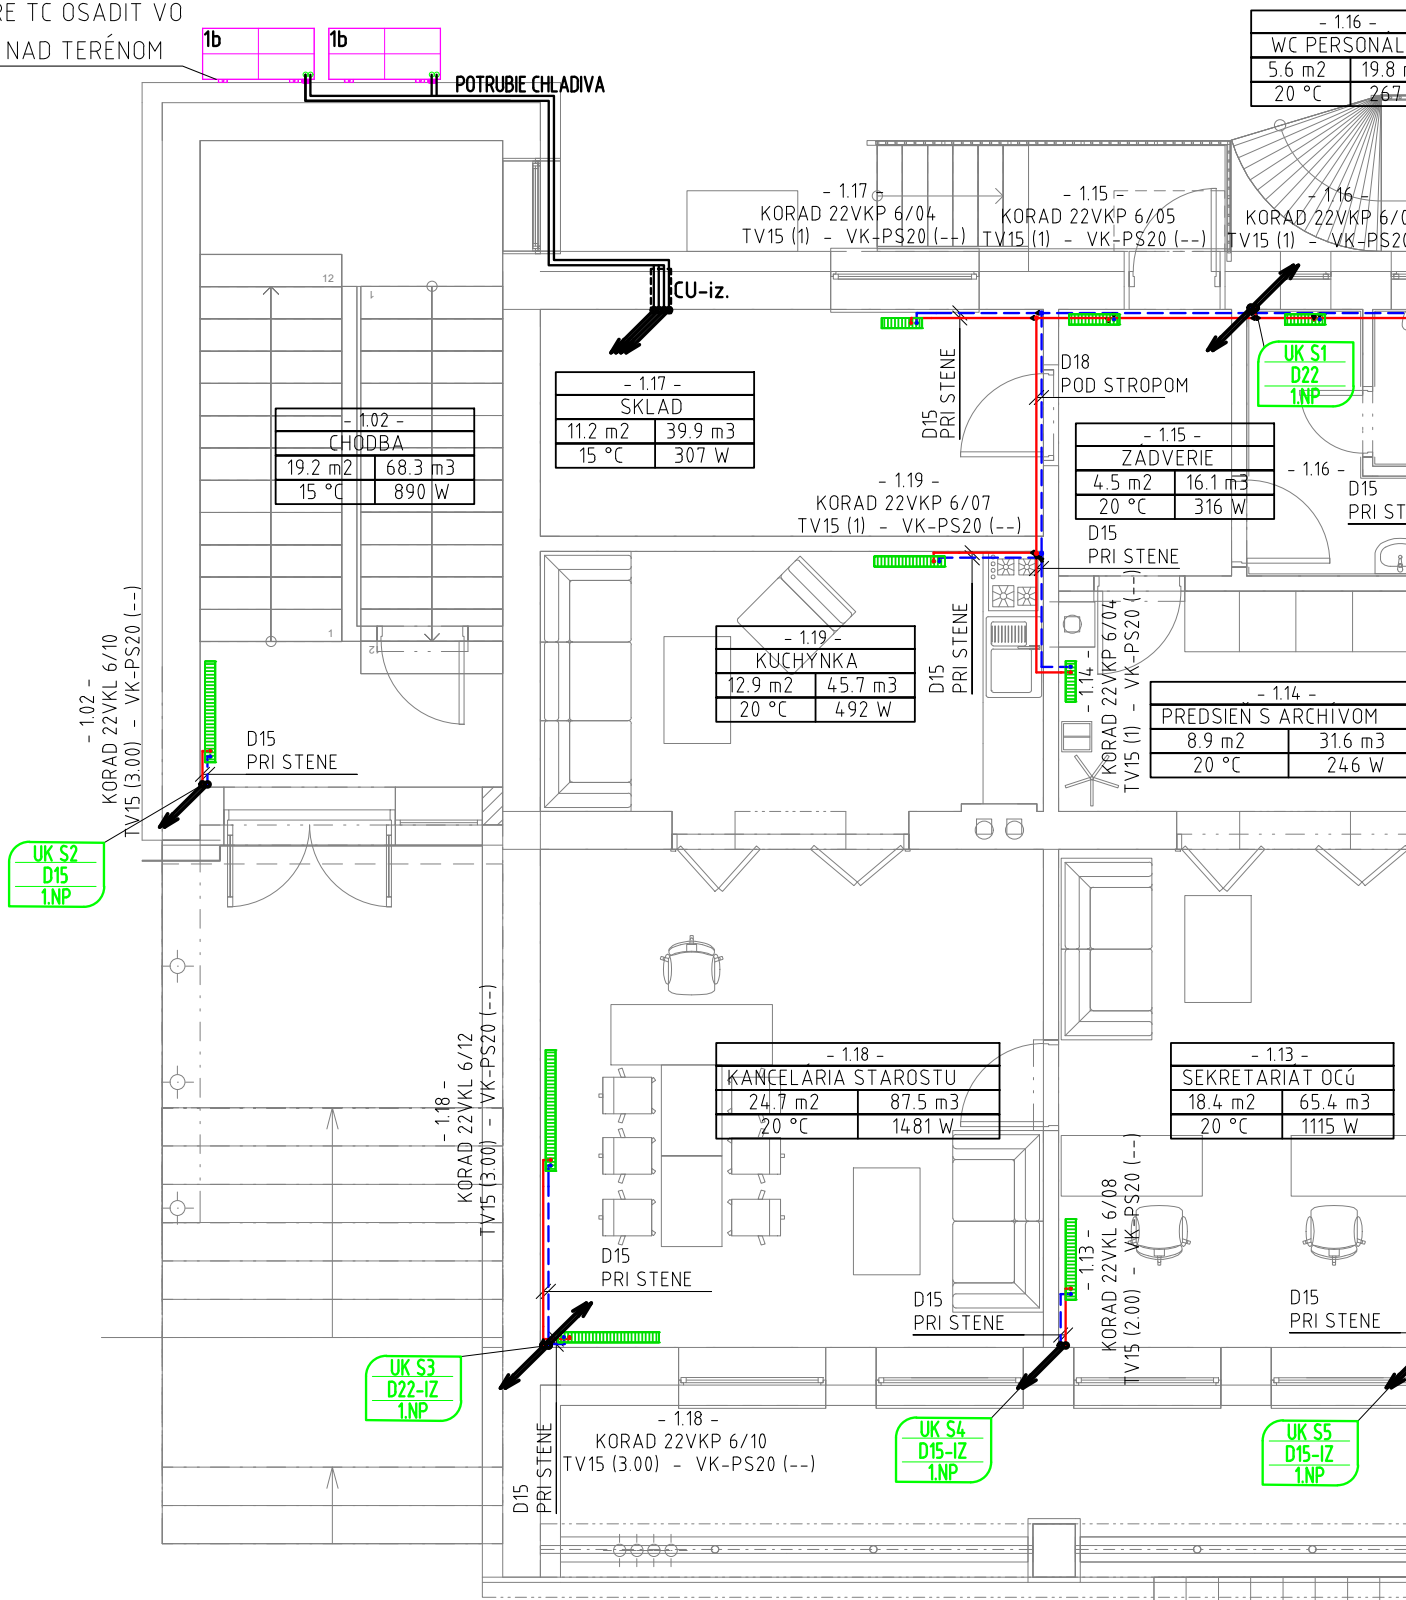 RE TC OSADIT VO
NAD TERÉNOM
1b
1b
POTRUBIE CHLADIVA
- 1.16 -
WC PERSONÁL
5.6 m2 19.8
20 °C 267
- 1.17 -
KORAD 22VKP 6/04
TV15 (1) - VK-PS20 (--)
- 1.15 -
KORAD 22VKP 6/05
TV15 (1) - VK-PS20 (--)
- 1.16 -
KORAD 22VKP 6/0
TV15 (1) - VK-PS20
12
1
CU-iz.
D15
PRI STENE
D18
POD STROPOM
UK S1
D22
1.NP
- 1.17 -
SKLAD
11.2 m2 39.9 m3
15 °C 307 W
- 1.02 -
CHODBA
19.2 m2 68.3 m3
15 °C 890 W
- 1.15 -
ZÁDVERIE
4.5 m2 16.1 m3
20 °C 316 W
- 1.16 -
D15
PRI ST
- 1.19 -
KORAD 22VKP 6/07
TV15 (1) - VK-PS20 (--)
D15
PRI STENE
D15
PRI STENE
1
12
- 1.19 -
KUCHYNKA
12.9 m2 45.7 m3
20 °C 492 W
- 1.14 -
KORAD 22VKP 6/04
TV15 (1) - VK-PS20 (--)
- 1.14 -
PREDSIEŇ S ARCHÍVOM
8.9 m2 31.6 m3
20 °C 246 W
- 1.02 -
KORAD 22VKL 6/10
TV15 (3.00) - VK-PS20 (--)
D15
PRI STENE
UK S2
D15
1.NP
- 1.18 -
KORAD 22VKL 6/12
TV15 (3.00) - VK-PS20 (--)
- 1.18 -
KANCELÁRIA STAROSTU
24.7 m2 87.5 m3
20 °C 1481 W
- 1.13 -
SEKRETARIÁT OCú
18.4 m2 65.4 m3
20 °C 1115 W
- 1.13 -
KORAD 22VKL 6/08
TV15 (2.00) - VK-PS20 (--)
D15
PRI STENE
D15
PRI STENE
D15
PRI STENE
UK S3
D22-IZ
1.NP
D15
PRI STENE
- 1.18 -
KORAD 22VKP 6/10
TV15 (3.00) - VK-PS20 (--)
UK S4
D15-IZ
1.NP
UK S5
D15-IZ
1.NP